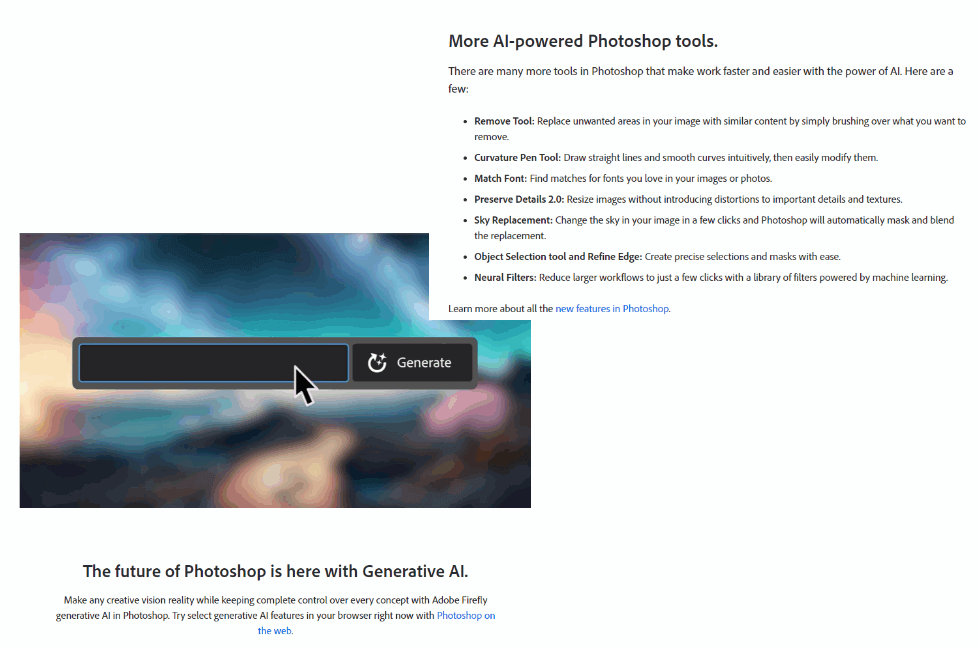 More AI-powered Photoshop tools.
There are many more tools in Photoshop that make work faster and easier with the power of AI. Here are a
few:
• Remove Tool: Replace unwanted areas in your image with similar content by simply brushing over what you want to
remove.
• Curvature Pen Tool: Draw straight lines and smooth curves intuitively, then easily modify them.
• Match Font: Find matches for fonts you love in your images or photos.
• Preserve Details 2.0: Resize images without introducing distortions to important details and textures.
• Sky Replacement: Change the sky in your image in a few clicks and Photoshop will automatically mask and blend
the replacement.
• Object Selection tool and Refine Edge: Create precise selections and masks with ease.
• Neural Filters: Reduce larger workflows to just a few clicks with a library of filters powered by machine learning.
Learn more about all the new features in Photoshop.
Generate
The future of Photoshop is here with Generative AI.
Make any creative vision reality while keeping complete control over every concept with Adobe Firefly
generative AI in Photoshop. Try select generative AI features in your browser right now with Photoshop on
the web.